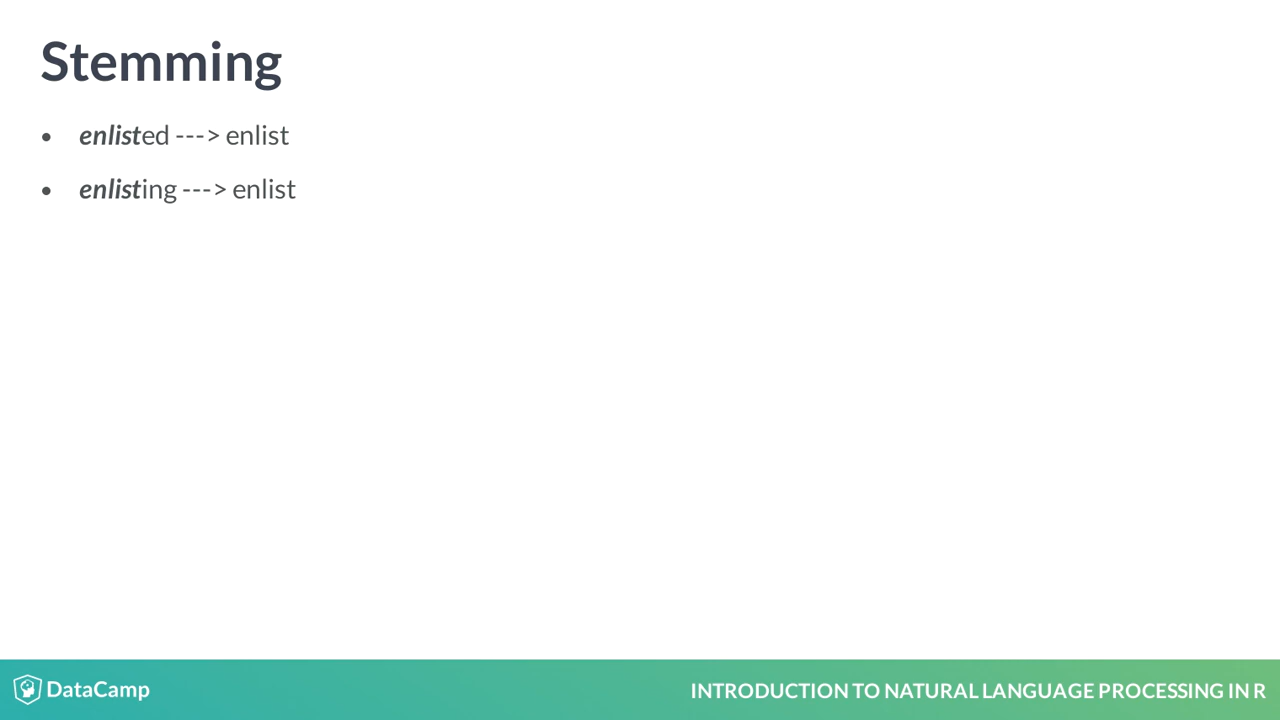 Stemming
• enlisted ---> enlist
• enlisting ---> enlist
DataCamp
INTRODUCTION TO NATURAL LANGUAGE PROCESSING IN R